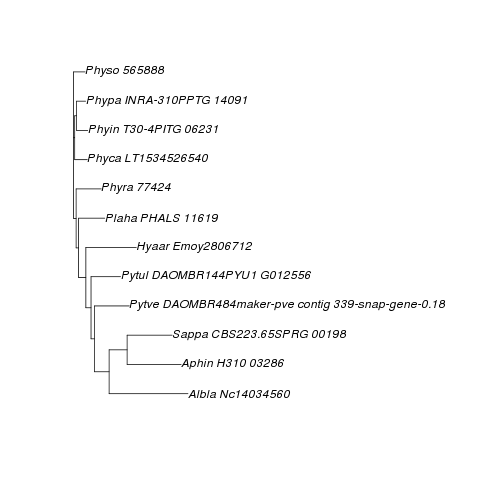 Physo 565888
Phypa INRA-310PPTG 14091
Phyin T30-4PITG 06231
Phyca LT1534526540
Phyra 77424
Plaha PHALS 11619
Hyaar Emoy2806712
Pytul DAOMBR144PYU1 G012556
Pytve DAOMBR484maker-pve contig 339-snap-gene-0.18
Sappa CBS223.65SPRG 00198
Aphin H310 03286
Albla Nc14034560